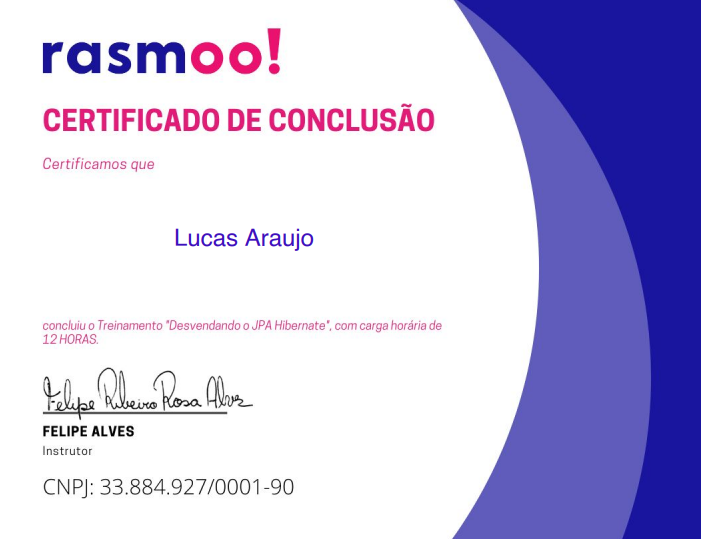 rasmoo!
CERTIFICADO DE CONCLUSÃO
Certificamos que
Lucas Araujo
concluiu o Treinamento "Desvendando o JPA Hibernate", com carga horária de
12 HORAS.
Felipe Ribeiro Rosa Alves
FELIPE ALVES
Instrutor
CNPJ: 33.884.927/0001-90